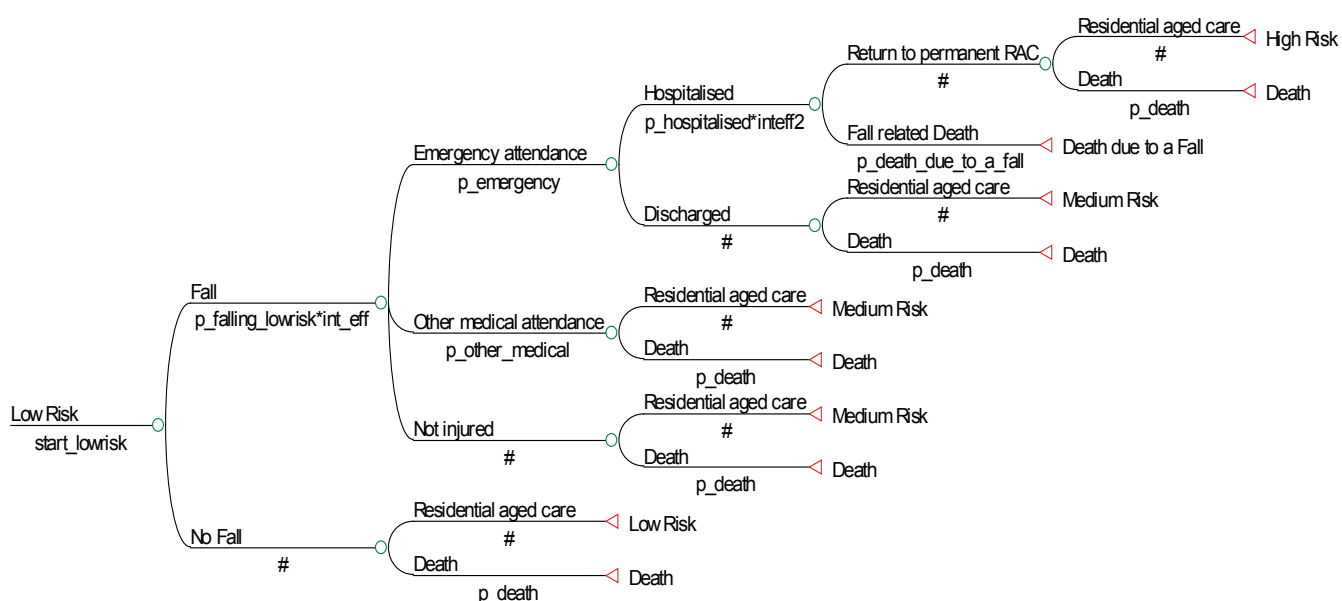 Residential aged care
High Risk
#
Return to permanent RAC
#
Death
Death
p_death
Hospitalised
p_hospitalised*inteff2
Fall related Death
Death due to a Fall
p_death_due_to_a_fall
Emergency attendance
p_emergency
Residential aged care
Medium Risk
#
Discharged
#
Death
Death
p_death
Fall
p_falling_lowrisk*int_eff
Residential aged care
Medium Risk
#
Other medical attendance
p_other_medical
Death
Death
p_death
Low Risk
start_lowrisk
Residential aged care
Medium Risk
#
Not injured
#
Death
Death
p_death
No Fall
#
Residential aged care
Low Risk
#
Death
Death
p_death